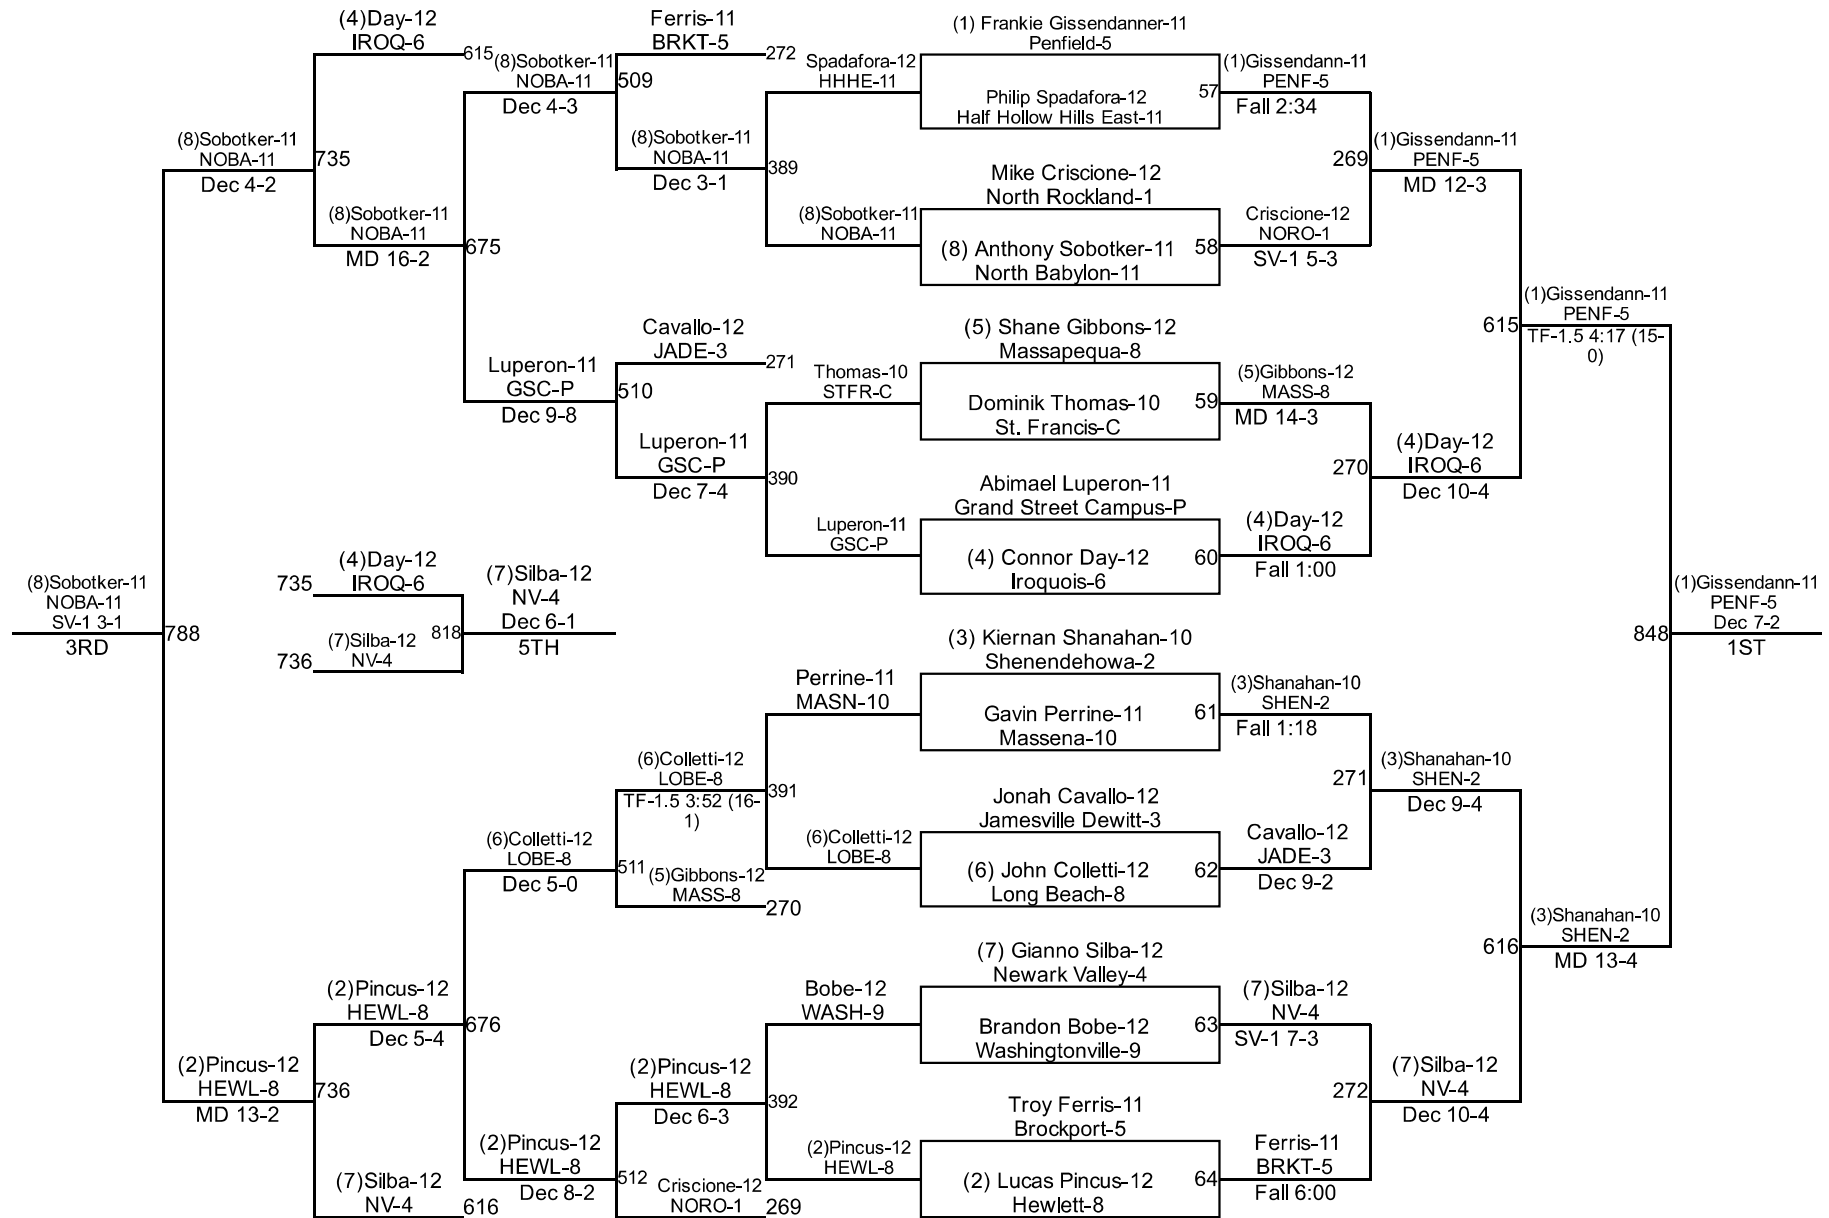 (4)Day-12
IROQ-6
615
(8)Sobotker-11
NOBA-11
Dec 4-3
509
Ferris-11
BRKT-5
272
(8)Sobotker-11
NOBA-11
Dec 3-1
389
Spadafora-12
HHHE-11
(8)Sobotker-11
NOBA-11
(1) Frankie Gissendanner-11
Penfield-5
Philip Spadafora-12
Half Hollow Hills East-11
57
(1)Gissendann-11
PENF-5
Fall 2:34
Mike Criscione-12
North Rockland-1
(8) Anthony Sobotker-11
North Babylon-11
58
Criscione-12
NORO-1
SV-1 5-3
269
(1)Gissendann-11
PENF-5
MD 12-3
(8)Sobotker-11
NOBA-11
Dec 4-2
735
(8)Sobotker-11
NOBA-11
MD 16-2
675
Luperon-11
GSC-P
Dec 9-8
510
Cavallo-12
JADE-3
271
Luperon-11
GSC-P
Dec 7-4
390
Thomas-10
STFR-C
Luperon-11
GSC-P
(5) Shane Gibbons-12
Massapequa-8
Dominik Thomas-10
St. Francis-C
59
(5)Gibbons-12
MASS-8
MD 14-3
Abimael Luperon-11
Grand Street Campus-P
(4) Connor Day-12
Iroquois-6
60
(4)Day-12
IROQ-6
Fall 1:00
270
(4)Day-12
IROQ-6
Dec 10-4
615
(1)Gissendann-11
PENF-5
TF-1.5 4:17 (15-
0)
(8)Sobotker-11
NOBA-11
SV-1 3-1
3RD
788
735
(4)Day-12
IROQ-6
736
(7)Silba-12
NV-4
818
(7)Silba-12
NV-4
Dec 6-1
5TH
848
(1)Gissendann-11
PENF-5
Dec 7-2
1ST
(3) Kiernan Shanahan-10
Shenendehowa-2
Gavin Perrine-11
Massena-10
61
(3)Shanahan-10
SHEN-2
Fall 1:18
Perrine-11
MASN-10
(6)Colletti-12
LOBE-8
TF-1.5 3:52 (16-
1)
391
(6)Colletti-12
LOBE-8
Jonah Cavallo-12
Jamesville Dewitt-3
(6) John Colletti-12
Long Beach-8
62
Cavallo-12
JADE-3
Dec 9-2
271
(3)Shanahan-10
SHEN-2
Dec 9-4
(6)Colletti-12
LOBE-8
Dec 5-0
511
(5)Gibbons-12
MASS-8
270
616
(3)Shanahan-10
SHEN-2
MD 13-4
(2)Pincus-12
HEWL-8
Dec 5-4
676
(7) Gianno Silba-12
Newark Valley-4
Brandon Bobe-12
Washingtonville-9
63
(7)Silba-12
NV-4
SV-1 7-3
Bobe-12
WASH-9
(2)Pincus-12
HEWL-8
MD 13-2
736
(2)Pincus-12
HEWL-8
Dec 6-3
392
(2)Pincus-12
HEWL-8
Troy Ferris-11
Brockport-5
(2) Lucas Pincus-12
Hewlett-8
64
Ferris-11
BRKT-5
Fall 6:00
272
(7)Silba-12
NV-4
Dec 10-4
(7)Silba-12
NV-4
616
(2)Pincus-12
HEWL-8
Dec 8-2
512
Criscione-12
NORO-1
269